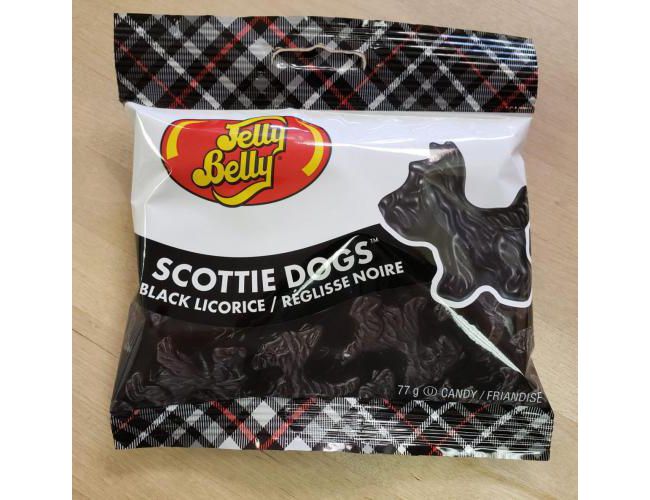 Jelly
Belly
SCOTTIE DOGS™
BLACK LICORICE / RÉGLISSE NOIRE
77 g Ⓤ CANDY / FRIANDISE